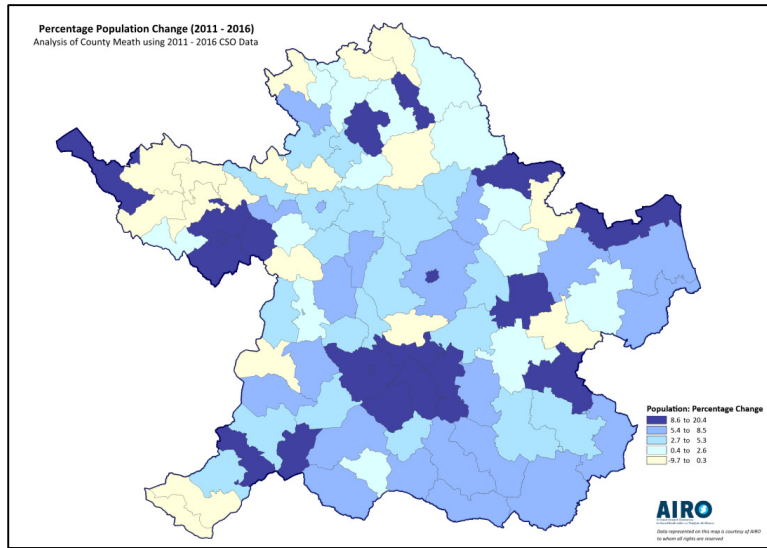 Percentage Population Change (2011 - 2016)
Analysis of County Meath using 2011 - 2016 CSO Data
Population: Percentage Change
8.6 to 20.4
5.4 to 8.5
2.7 to 5.3
0.4 to 2.6
-9.7 to 0.3
AIRO
Data represented on this map is courtesy of AIRO
to whom all rights are reserved